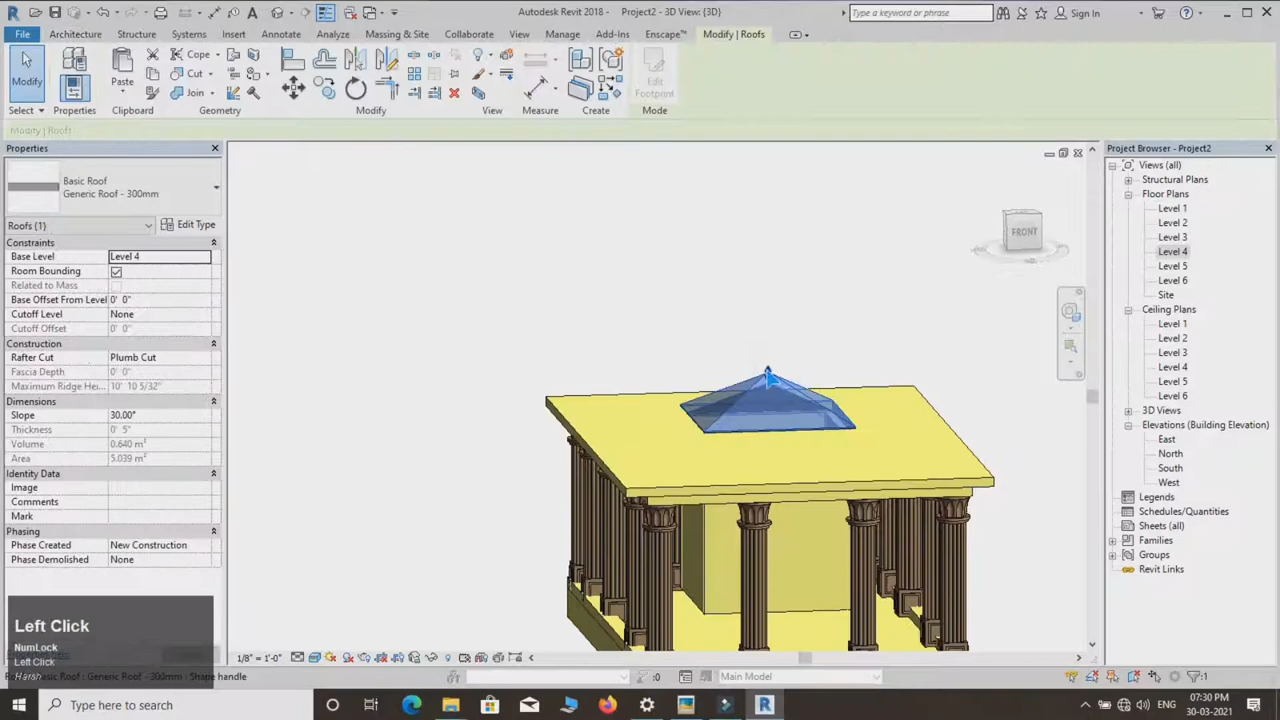 Autodesk Revit 2018 - Project2 - 3D View: {3D}
Type a keyword or phrase
Sign In
File Architecture Structure Systems Insert Annotate Analyze Massing & Site Collaborate View Manage Add-Ins Enscape™ Modify | Roofs
Modify
Paste
Cope
Cut
Join
Edit
Footprint
Select Properties Clipboard Geometry Modify View Measure Create Mode
Modify | Roofs
Properties
Basic Roof
Generic Roof - 300mm
Roofs (1)
Edit Type
Constraints
Base Level Level 4
Room Bounding
Related to Mass
Base Offset From Level 0' 0"
Cutoff Level None
Cutoff Offset 0' 0"
Construction
Rafter Cut Plumb Cut
Fascia Depth 0' 0"
Maximum Ridge Hei... 10' 10 5/32"
Dimensions
Slope 30.00°
Thickness 0' 5"
Volume 0.640 m²
Area 5.039 m²
Identity Data
Image
Comments
Mark
Phasing
Phase Created New Construction
Phase Demolished None
Left Click
NumLock
Left Click
FRONT
Project Browser - Project2
Views (all)
Structural Plans
Floor Plans
Level 1
Level 2
Level 3
Level 4
Level 5
Level 6
Site
Ceiling Plans
Level 1
Level 2
Level 3
Level 4
Level 5
Level 6
3D Views
Elevations (Building Elevation)
East
North
South
West
Legends
Schedules/Quantities
Sheets (all)
Families
Groups
Revit Links
1/8" = 1'-0"
Basic Roof : Generic Roof - 300mm : Shape handle
:0
Main Model
:1
Type here to search
07:30 PM
30-03-2021